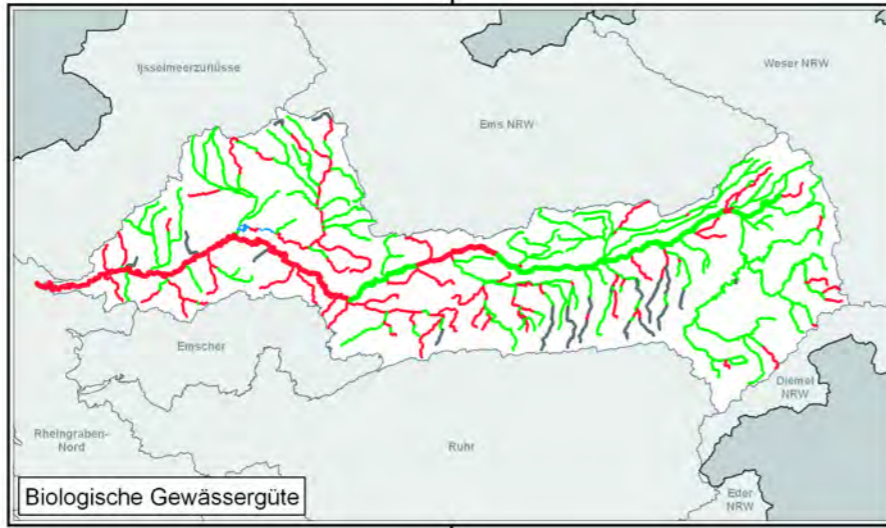 Ijsselmeerzuflüsse
Weser NRW
Ems NRW
Emscher
Diemel
NRW
Rheingraben-
Nord
Ruhr
Eder
NRW
Biologische Gewässergüte